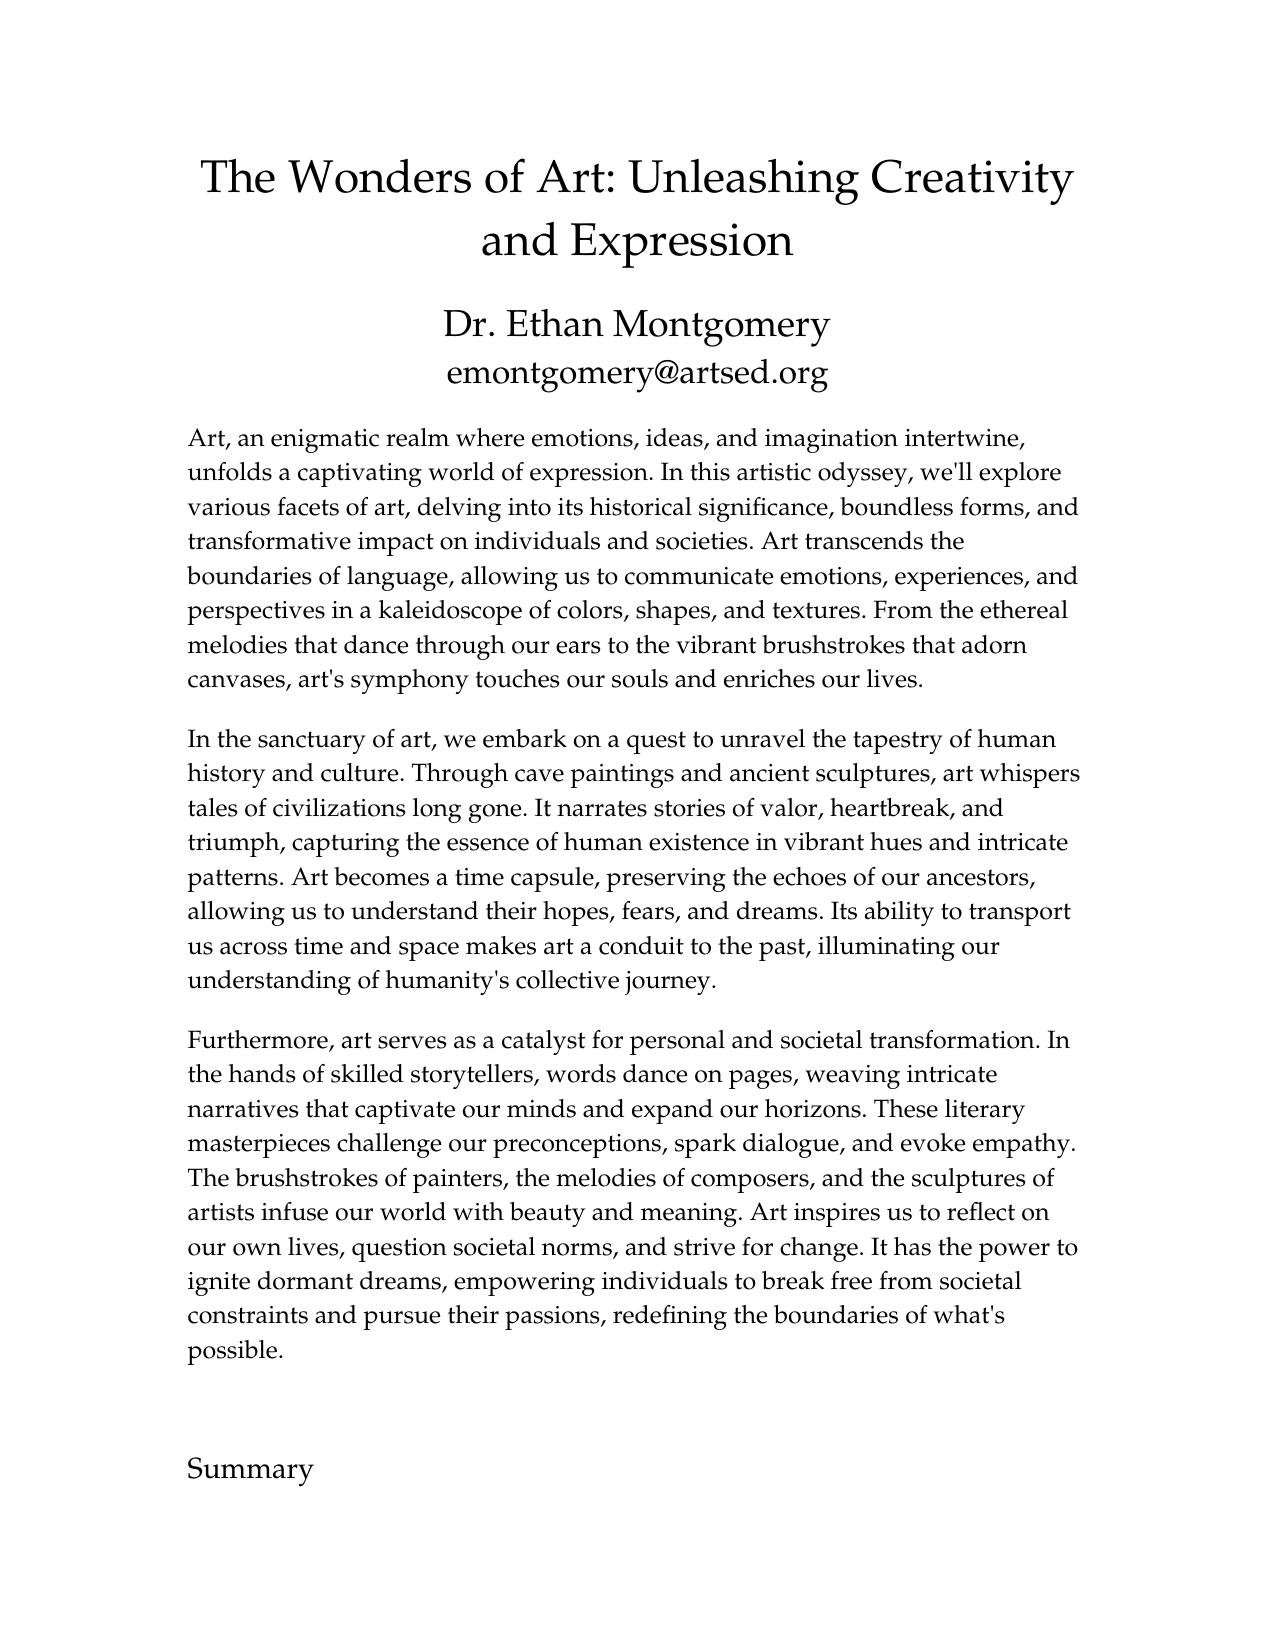 The Wonders of Art: Unleashing Creativity
and Expression
Dr. Ethan Montgomery
emontgomery@artsed.org
Art, an enigmatic realm where emotions, ideas, and imagination intertwine,
unfolds a captivating world of expression. In this artistic odyssey, we'll explore
various facets of art, delving into its historical significance, boundless forms, and
transformative impact on individuals and societies. Art transcends the
boundaries of language, allowing us to communicate emotions, experiences, and
perspectives in a kaleidoscope of colors, shapes, and textures. From the ethereal
melodies that dance through our ears to the vibrant brushstrokes that adorn
canvases, art's symphony touches our souls and enriches our lives.
In the sanctuary of art, we embark on a quest to unravel the tapestry of human
history and culture. Through cave paintings and ancient sculptures, art whispers
tales of civilizations long gone. It narrates stories of valor, heartbreak, and
triumph, capturing the essence of human existence in vibrant hues and intricate
patterns. Art becomes a time capsule, preserving the echoes of our ancestors,
allowing us to understand their hopes, fears, and dreams. Its ability to transport
us across time and space makes art a conduit to the past, illuminating our
understanding of humanity's collective journey.
Furthermore, art serves as a catalyst for personal and societal transformation. In
the hands of skilled storytellers, words dance on pages, weaving intricate
narratives that captivate our minds and expand our horizons. These literary
masterpieces challenge our preconceptions, spark dialogue, and evoke empathy.
The brushstrokes of painters, the melodies of composers, and the sculptures of
artists infuse our world with beauty and meaning. Art inspires us to reflect on
our own lives, question societal norms, and strive for change. It has the power to
ignite dormant dreams, empowering individuals to break free from societal
constraints and pursue their passions, redefining the boundaries of what's
possible.
Summary